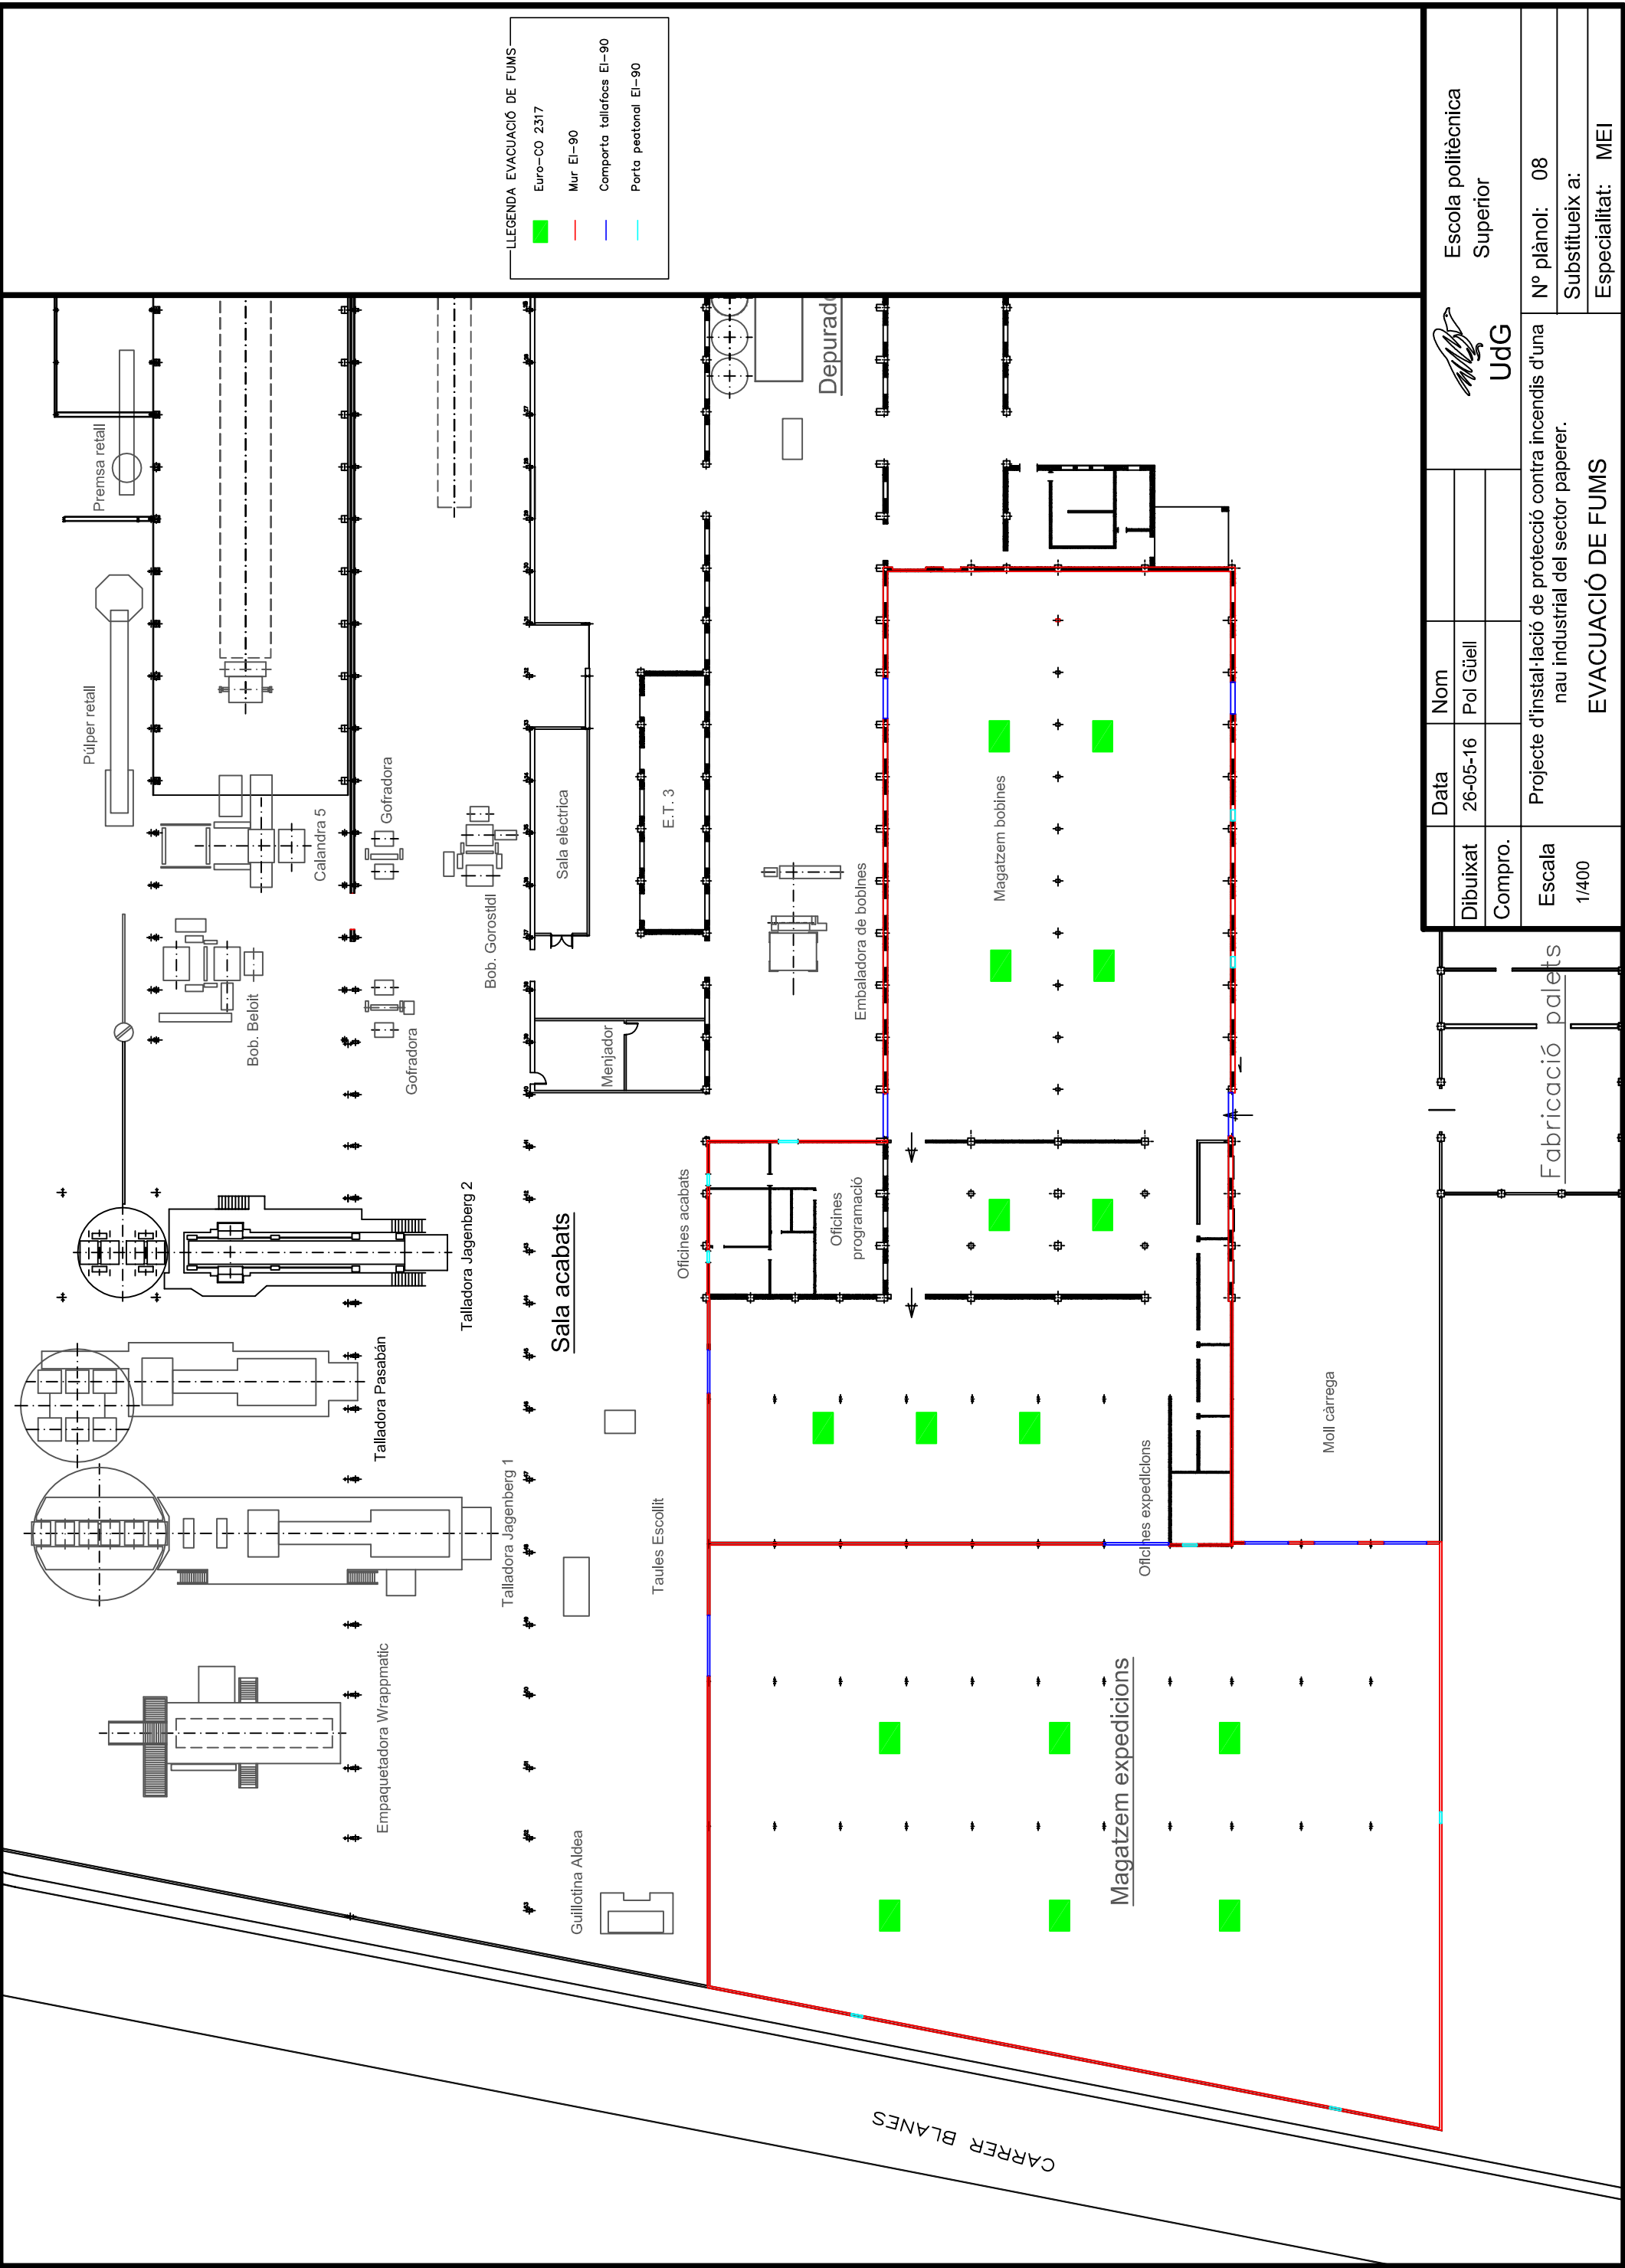 LLEGENDA EVACUACIÓ DE FUMS
Euro-CO 2317
Mur EI-90
Comporta tallafocs EI-90
Porta peatonal EI-90
Premsa retall
Púlper retall
Calandra 5
Gofradora
Bob. Gorostidi
Bob. Beloit
Gofradora
Sala elèctrica
E.T. 3
Menjador
Depurado
Embaladora de bobines
Magatzem bobines
Talladora Jagenberg 2
Sala acabats
Oficines acabats
Oficines
programació
Talladora Pasabán
Talladora Jagenberg 1
Taules Escollit
Oficines expedicions
Moll càrrega
Fabricació palets
Empaquetadora Wrappmatic
Guillotina Aldea
Magatzem expedicions
CARRER BLANES
Data
Nom
Dibuixat
26-05-16
Pol Güell
Compro.
UdG
Escola politècnica
Superior
Escala
1/400
Projecte d'instal·lació de protecció contra incendis d'una
nau industrial del sector paperer.
EVACUACIÓ DE FUMS
Nº plànol: 08
Substitueix a:
Especialitat: MEI